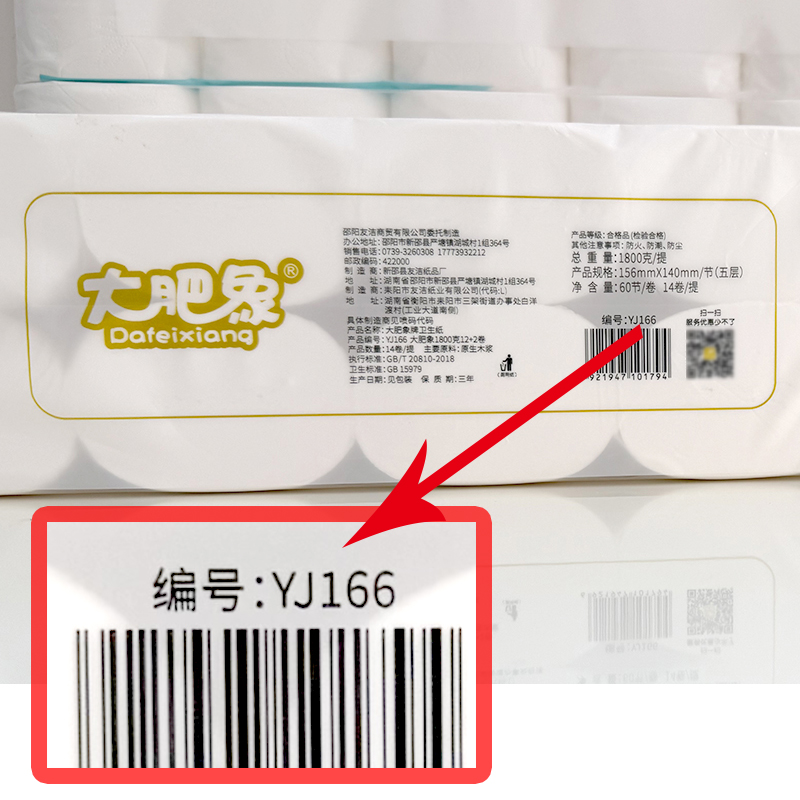 大肥象®
Dafeixiang
邵阳友洁商贸有限公司委托制造
办公地址:邵阳市新邵县严塘镇湖城村1组364号
销售电话:0739-3260308 17773932212
邮政编码:422000
制 造 商:新邵县友洁纸品厂
地 址:湖南省邵阳市新邵县严塘镇湖城村1组364号
制 造 商:耒阳市友洁纸业有限公司(代码:L)
地 址:湖南省衡阳市耒阳市三架街道办事处白洋
渡村(工业大道南侧)
具体制造商见喷码代码
产品名称:大肥象牌卫生纸
产品编号:YJ166 大肥象1800克12+2卷
产品数量:14卷/提 主要原料:原生木浆
执行标准:GB/T 20810-2018
卫生标准:GB 15979
生产日期:见包装 保 质 期:三年
产品等级:合格品(检验合格)
其他注意事项:防火、防潮、防尘
总 重 量:1800克/提
产品规格:156mmX140mm/节(五层)
净 含 量:60节/卷 14卷/提
编号:YJ166
921947 101794
扫一扫
服务优惠少不了
编号:YJ166